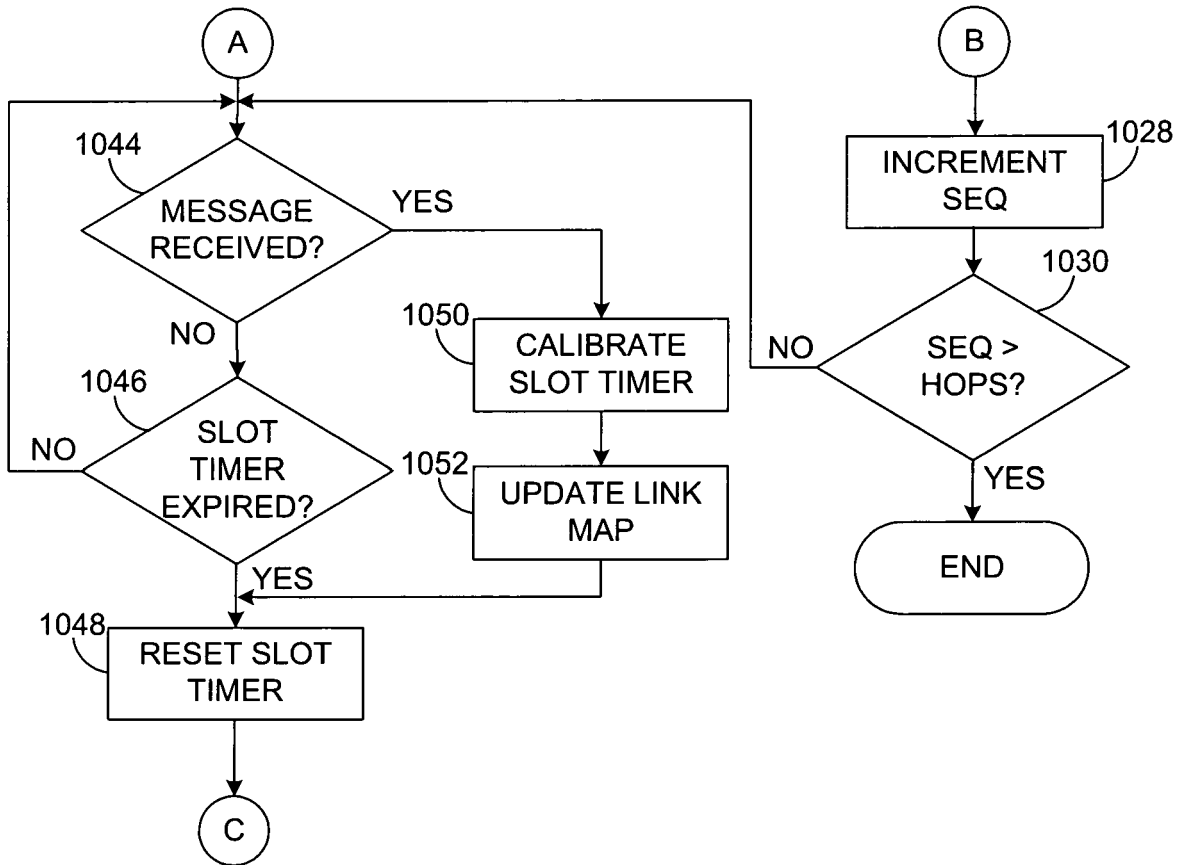 A
B
1044
MESSAGE
RECEIVED?
YES
NO
1028
INCREMENT
SEQ
1030
SEQ >
HOPS?
NO
YES
END
1050
CALIBRATE
SLOT TIMER
1046
SLOT
TIMER
EXPIRED?
NO
YES
1052
UPDATE LINK
MAP
1048
RESET SLOT
TIMER
C